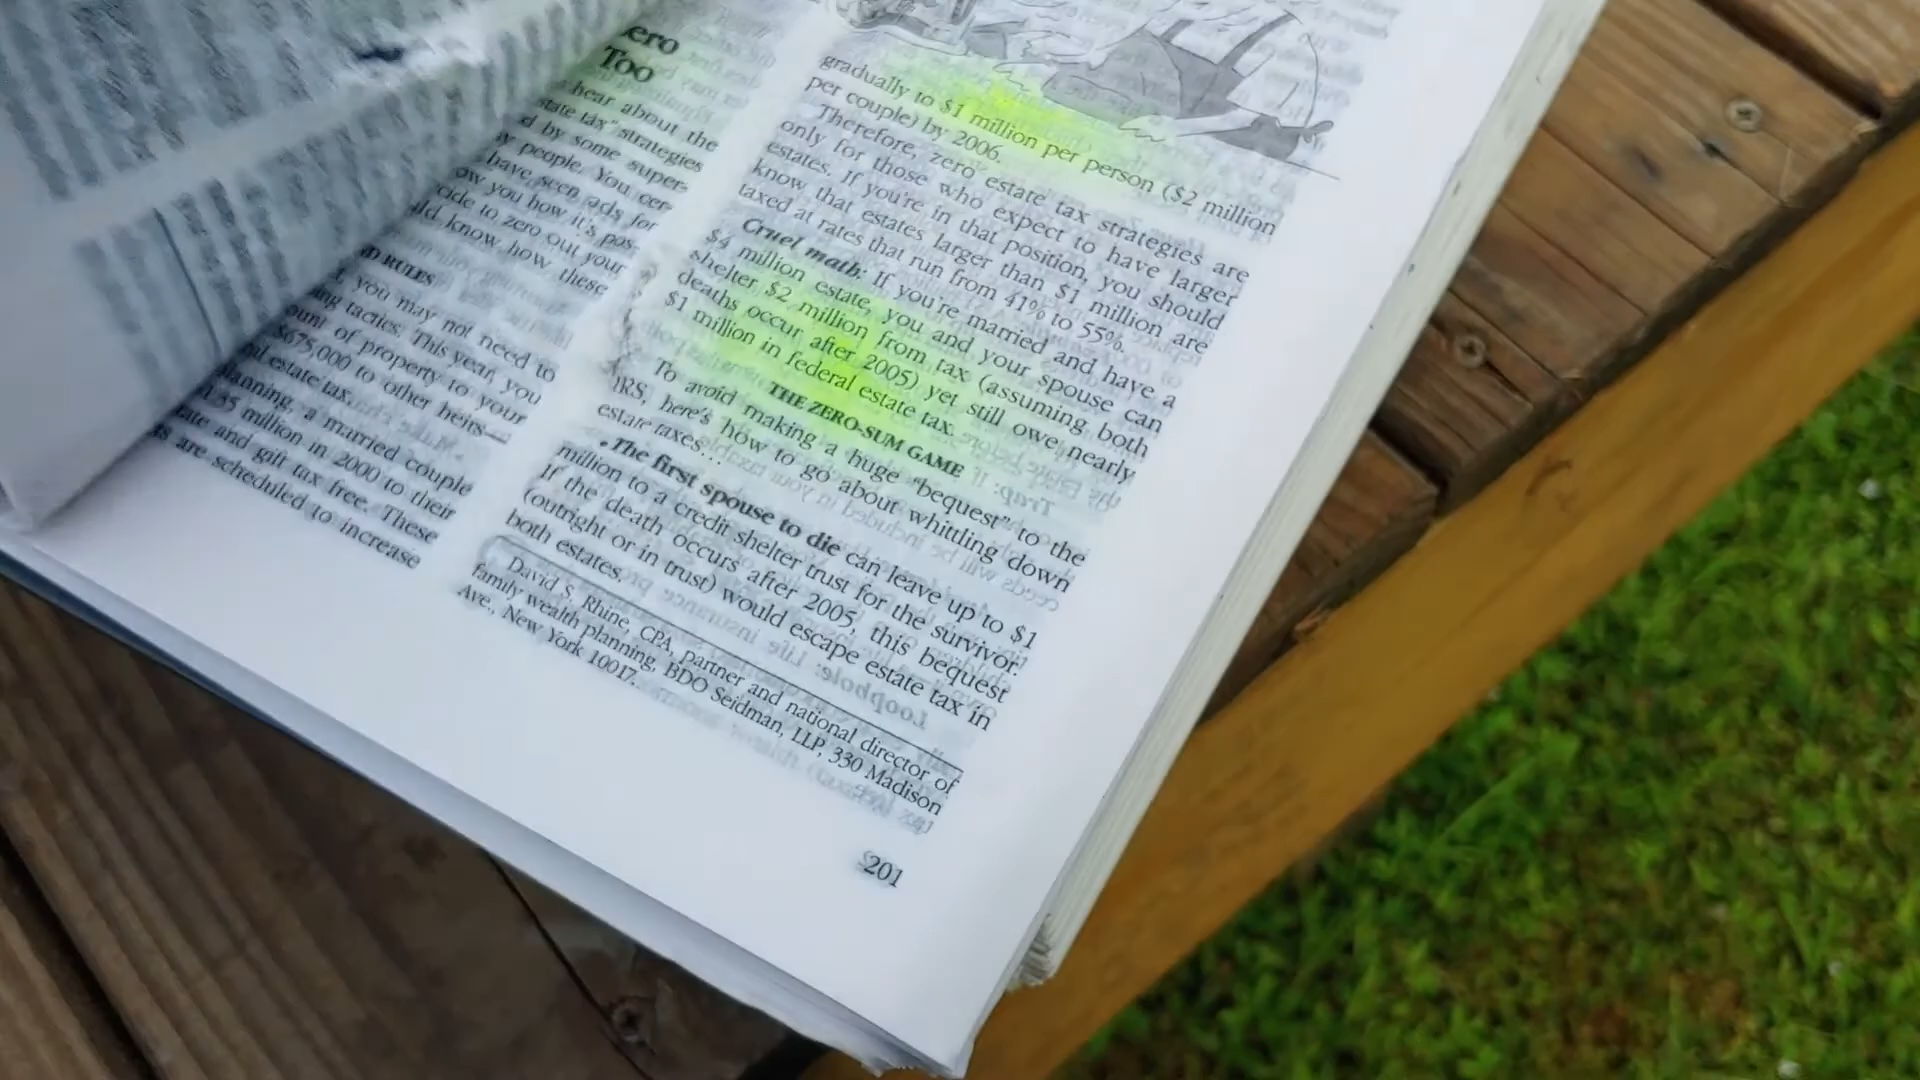 ero
Too
hear about the
state tax" strategies
d by some super-
y people. You cer-
have seen ads for
ow you how it's pos-
cide to zero out your
uld know how these
D RULES
you may not need to
ng tactics. This year, you
ount of property to your
$675,000 to other heirs—
al estate tax.
lanning, a married couple
1.35 million in 2000 to their
ate and gift tax free. These
s are scheduled to increase
gradually to $1 million per person ($2 million
per couple) by 2006.
Therefore, zero estate tax strategies are
only for those who expect to have larger
estates. If you're in that position, you should
know that estates larger than $1 million are
taxed at rates that run from 41% to 55%.
Cruel math: If you're married and have a
$4 million estate, you and your spouse can
shelter $2 million from tax (assuming both
deaths occur after 2005) yet still owe nearly
$1 million in federal estate tax.
THE ZERO-SUM GAME
To avoid making a huge "bequest" to the
IRS, here's how to go about whittling down
estate taxes...
• The first spouse to die can leave up to $1
million to a credit shelter trust for the survivor.
If the death occurs after 2005, this bequest
(outright or in trust) would escape estate tax in
both estates.
David S. Rhine, CPA, partner and national director of
family wealth planning, BDO Seidman, LLP, 330 Madison
Ave., New York 10017.
201